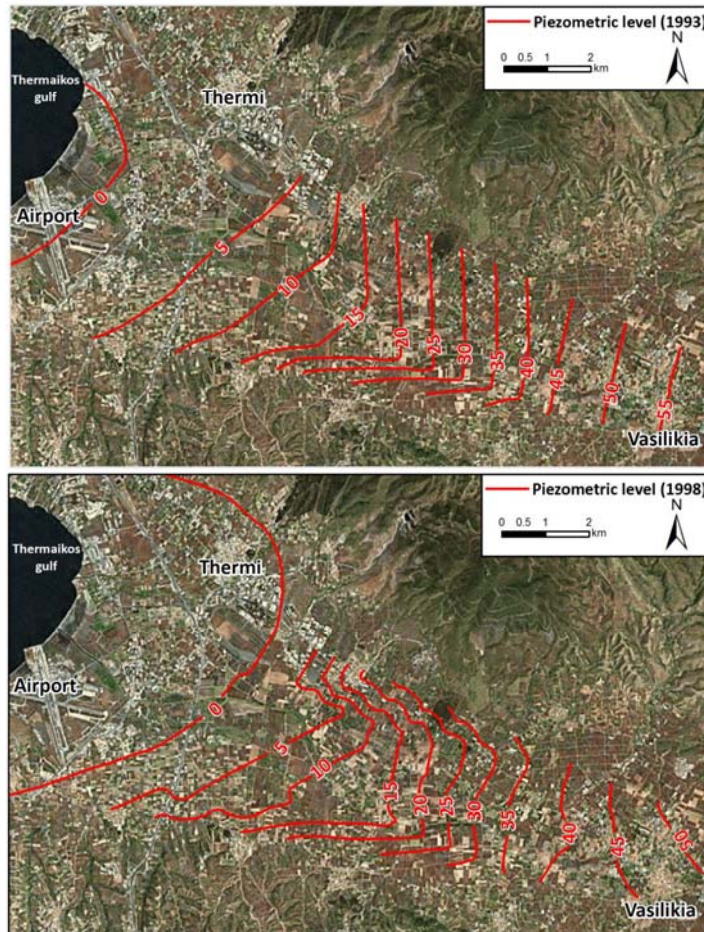 Piezometric level (1993)
N
0 0.5 1 2
km
Thermaikos
gulf
Thermi
Airport
0
5
10
15
20
25
30
35
40
45
50
55
Vasilikia
Piezometric level (1998)
N
0 0.5 1 2
km
Thermaikos
gulf
Thermi
Airport
0
5
10
15
20
25
30
35
40
45
50
Vasilikia